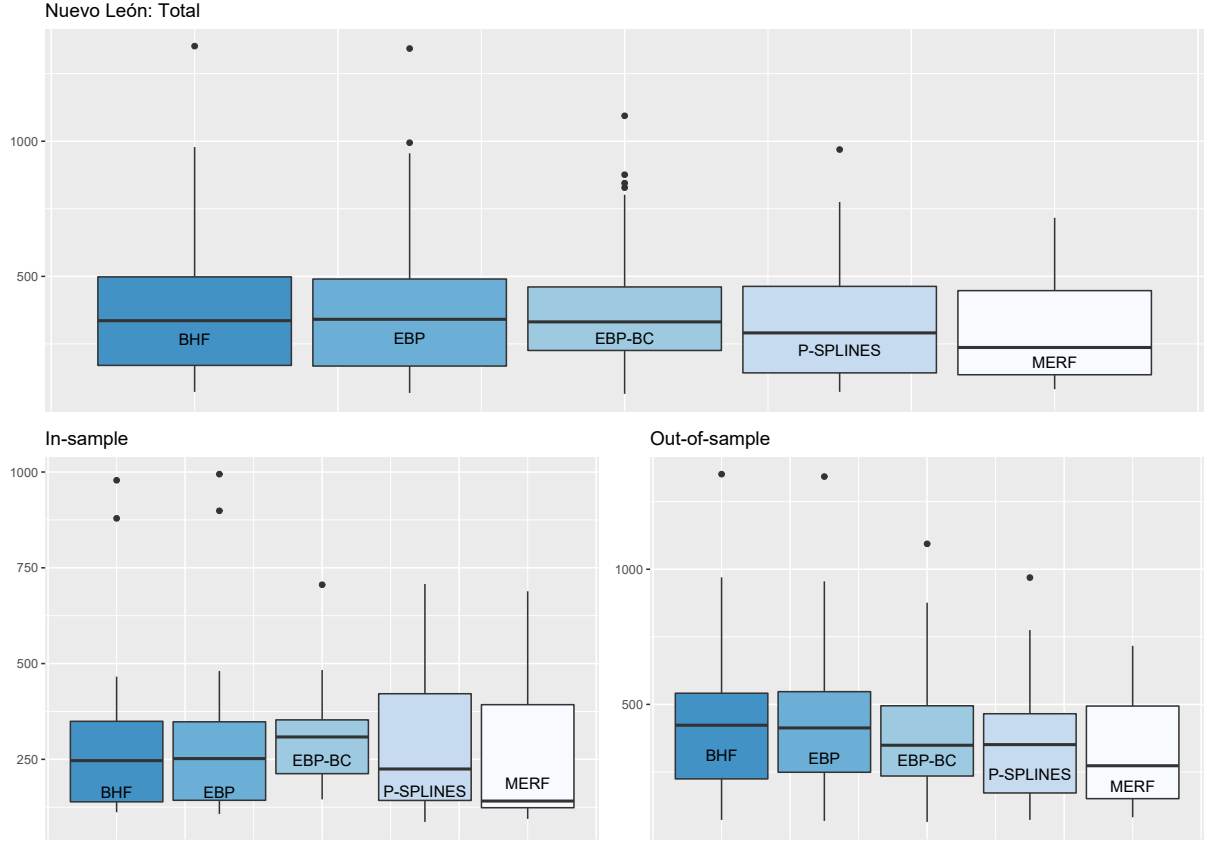 Nuevo León: Total
1000
500
BHF
EBP
EBP-BC
P-SPLINES
MERF
In-sample
1000
750
500
250
BHF
EBP
EBP-BC
P-SPLINES
MERF
Out-of-sample
1000
500
BHF
EBP
EBP-BC
P-SPLINES
MERF